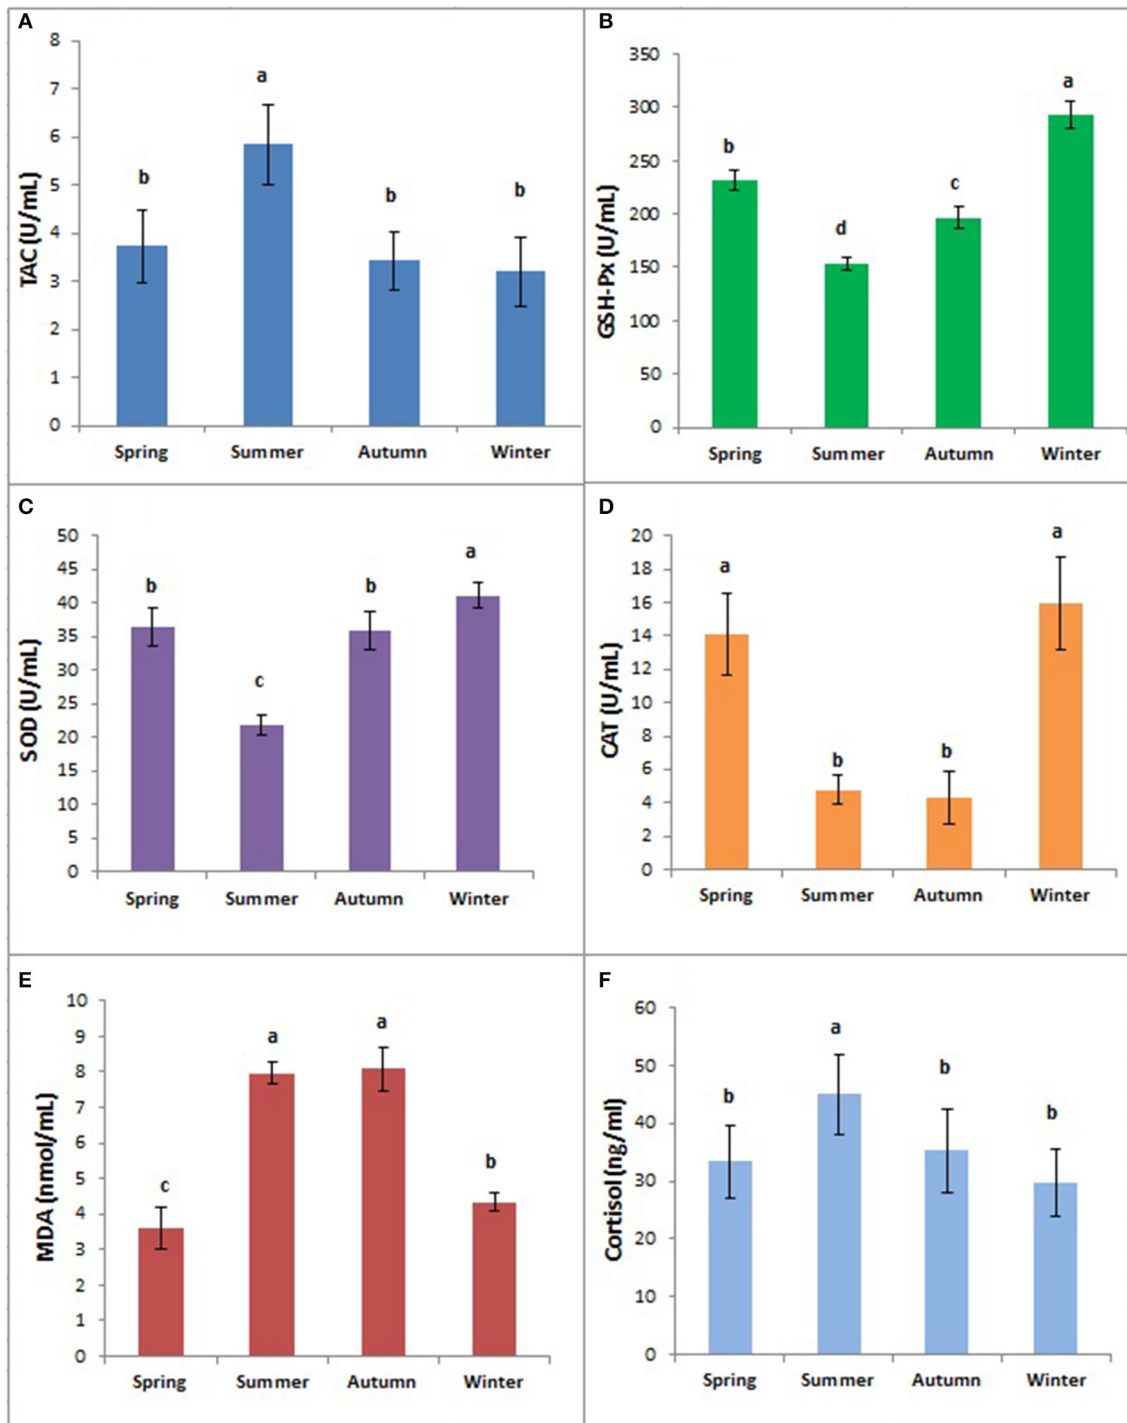 A
TAC (U/mL)
8
7
6
5
4
3
2
1
0
b
a
b
b
Spring Summer Autumn Winter
B
GSH-Px (U/mL)
350
300
250
200
150
100
50
0
b
d
c
a
Spring Summer Autumn Winter
C
SOD (U/mL)
50
45
40
35
30
25
20
15
10
5
0
b
c
b
a
Spring Summer Autumn Winter
D
CAT (U/mL)
20
18
16
14
12
10
8
6
4
2
0
a
b
b
a
Spring Summer Autumn Winter
E
MDA (nmol/mL)
10
9
8
7
6
5
4
3
2
1
0
c
a
a
b
Spring Summer Autumn Winter
F
Cortisol (ng/ml)
60
50
40
30
20
10
0
b
a
b
b
Spring Summer Autumn Winter